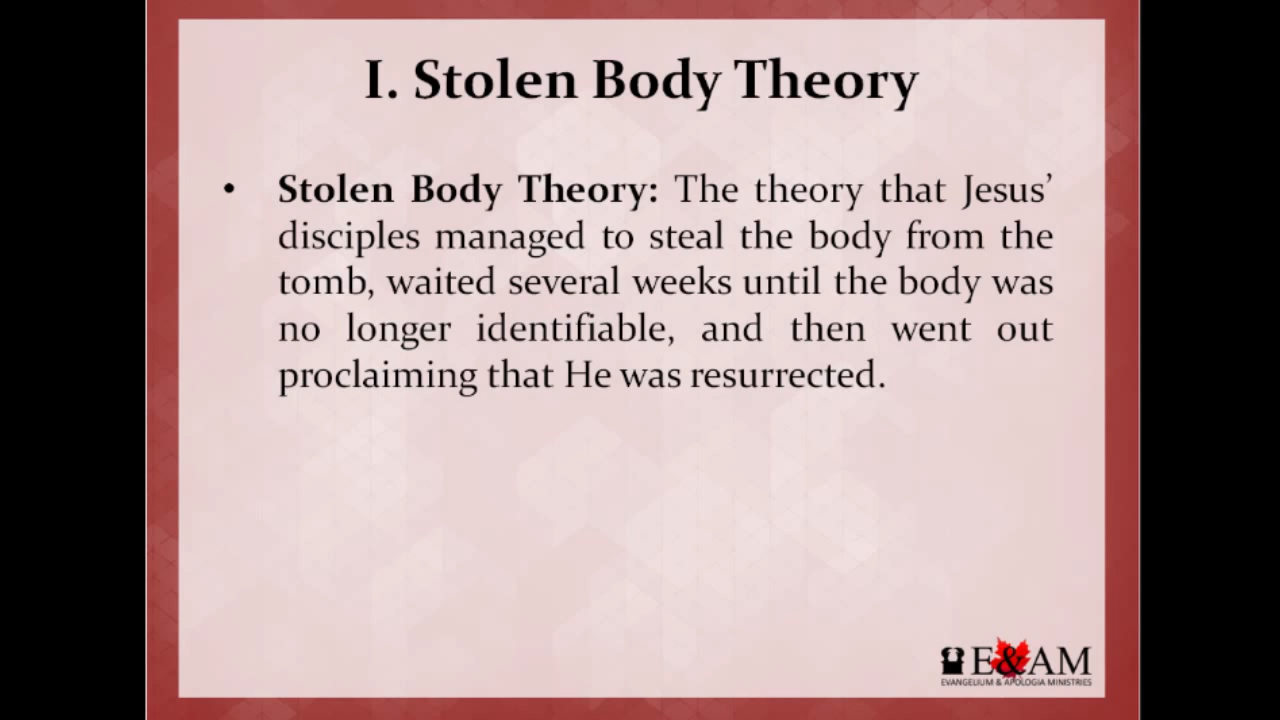 I. Stolen Body Theory
• Stolen Body Theory: The theory that Jesus’
disciples managed to steal the body from the
tomb, waited several weeks until the body was
no longer identifiable, and then went out
proclaiming that He was resurrected.
E&AM
EVANGELIUM & APOLOGIA MINISTRIES